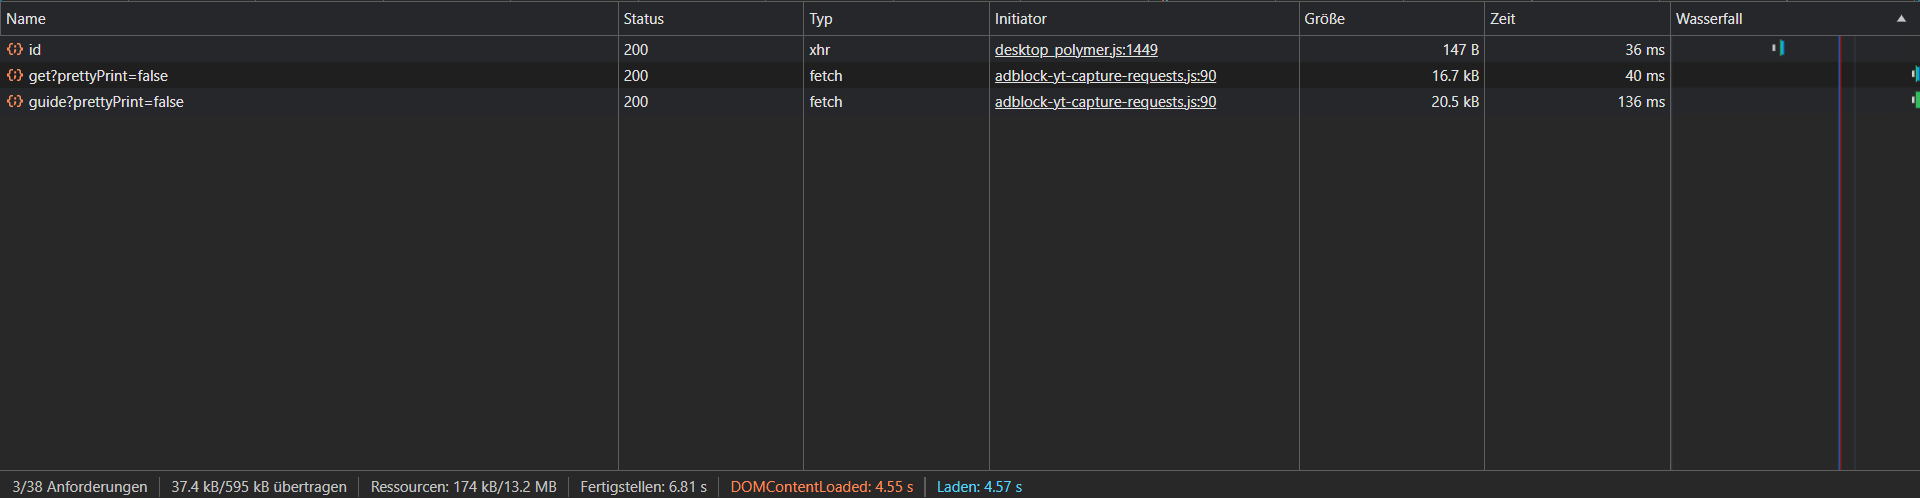 Name Status Typ Initiator Größe Zeit Wasserfall
id 200 xhr desktop_polymer.js:1449 147 B 36 ms
get?prettyPrint=false 200 fetch adblock-yt-capture-requests.js:90 16.7 kB 40 ms
guide?prettyPrint=false 200 fetch adblock-yt-capture-requests.js:90 20.5 kB 136 ms
3/38 Anforderungen 37.4 kB/595 kB übertragen Ressourcen: 174 kB/13.2 MB Fertigstellen: 6.81 s DOMContentLoaded: 4.55 s Laden: 4.57 s